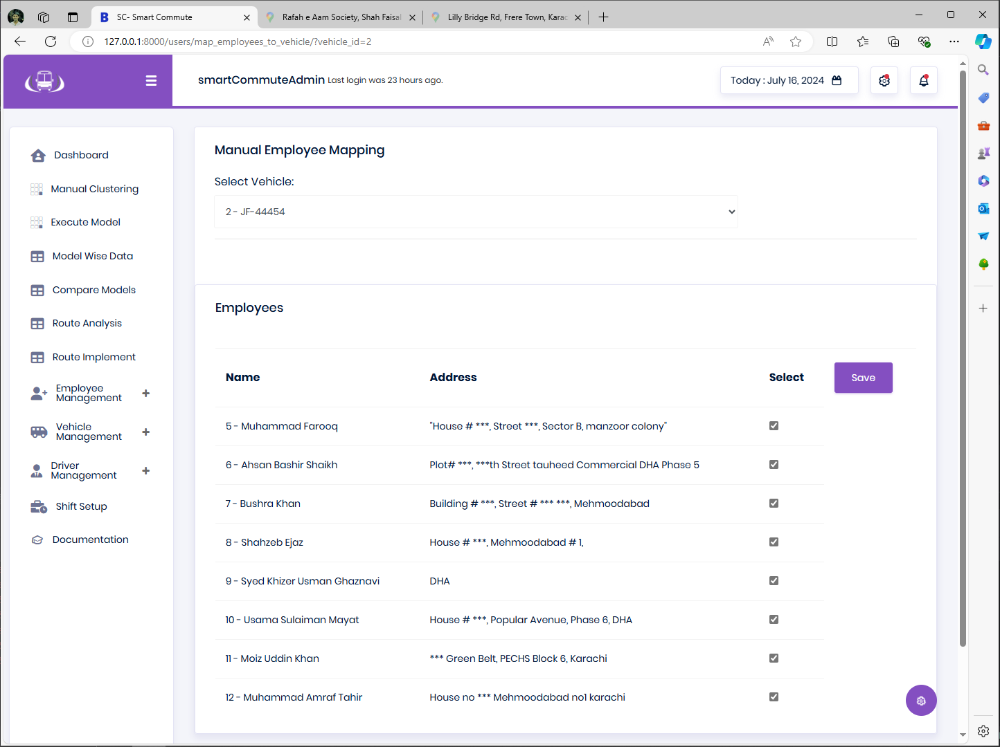 SC- Smart Commute
Rafah e Aam Society, Shah Faisal
Lilly Bridge Rd, Frere Town, Karac
127.0.0.1:8000/users/map_employees_to_vehicle/?vehicle_id=2
smartCommuteAdmin Last login was 23 hours ago.
Today : July 16, 2024
Dashboard
Manual Clustering
Execute Model
Model Wise Data
Compare Models
Route Analysis
Route Implement
Employee
Management
Vehicle
Management
Driver
Management
Shift Setup
Documentation
Manual Employee Mapping
Select Vehicle:
2 - JF-44454
Employees
Name Address Select Save
5 - Muhammad Farooq "House # ***, Street ***, Sector B, manzoor colony"
6 - Ahsan Bashir Shaikh Plot# ***, ***th Street tauheed Commercial DHA Phase 5
7 - Bushra Khan Building # ***, Street # *** ***, Mehmoodabad
8 - Shahzeb Ejaz House # ***, Mehmoodabad # 1,
9 - Syed Khizer Usman Ghaznavi DHA
10 - Usama Sulaiman Mayat House # ***, Popular Avenue, Phase 6, DHA
11 - Moiz Uddin Khan *** Green Belt, PECHS Block 6, Karachi
12 - Muhammad Amraf Tahir House no *** Mehmoodabad no1 karachi